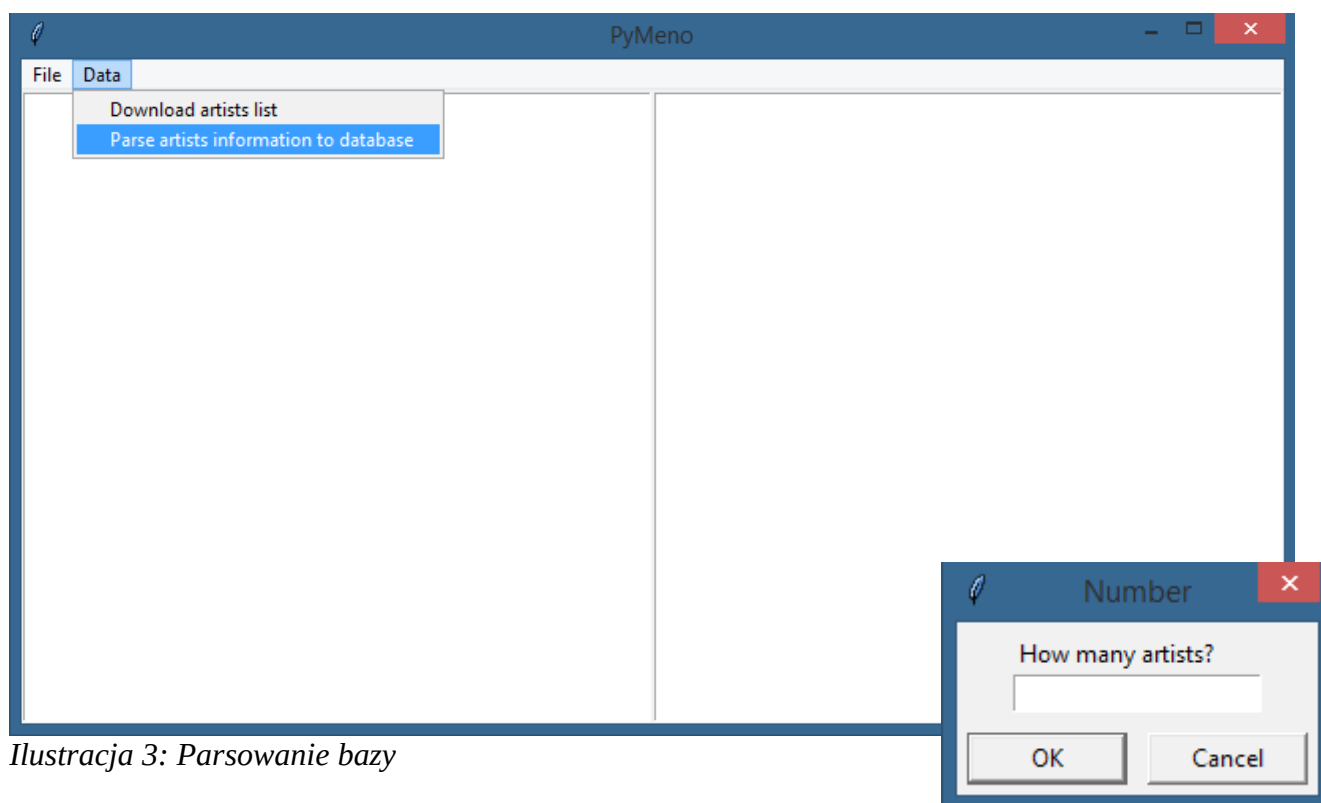 PyMeno
File Data
Download artists list
Parse artists information to database
Number
How many artists?
OK Cancel
Ilustracja 3: Parsowanie bazy